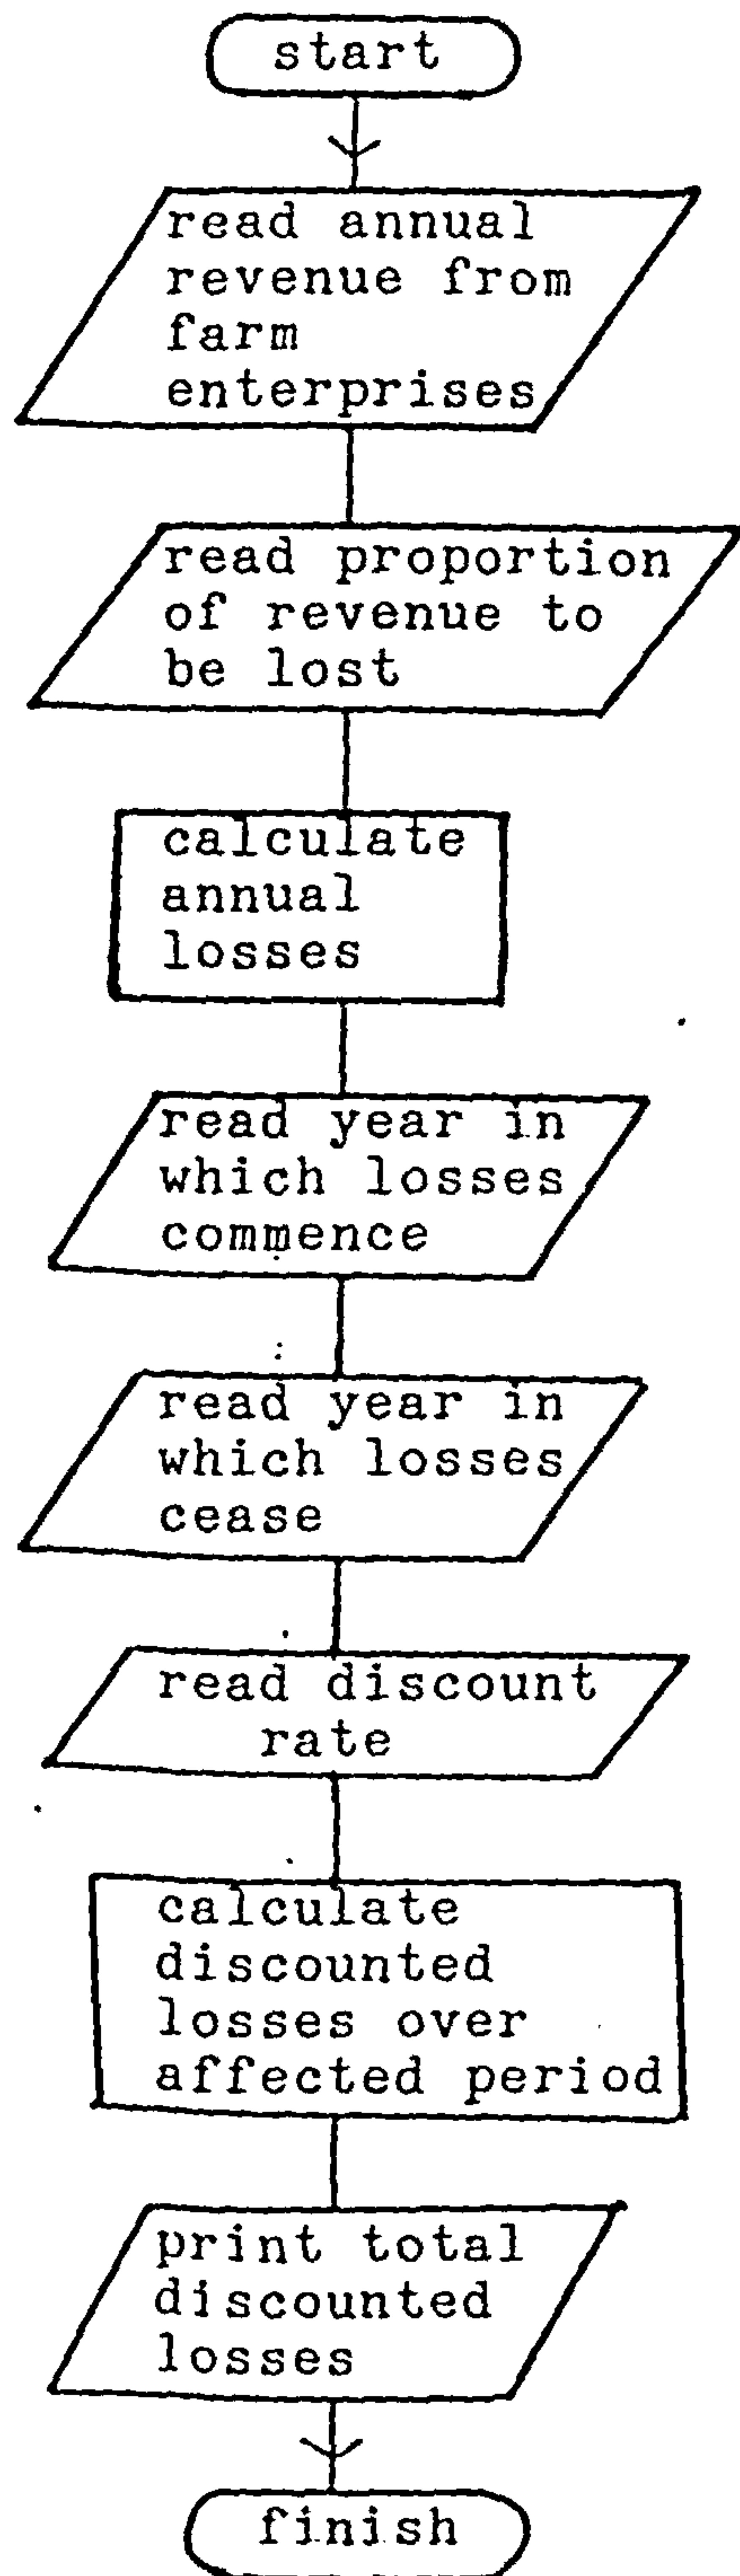 start
read annual
revenue from
farm
enterprises
read proportion
of revenue to
be lost
calculate
annual
losses
read year in
which losses
commence
read year in
which losses
cease
read discount
rate
calculate
discounted
losses over
affected period
print total
discounted
losses
finish